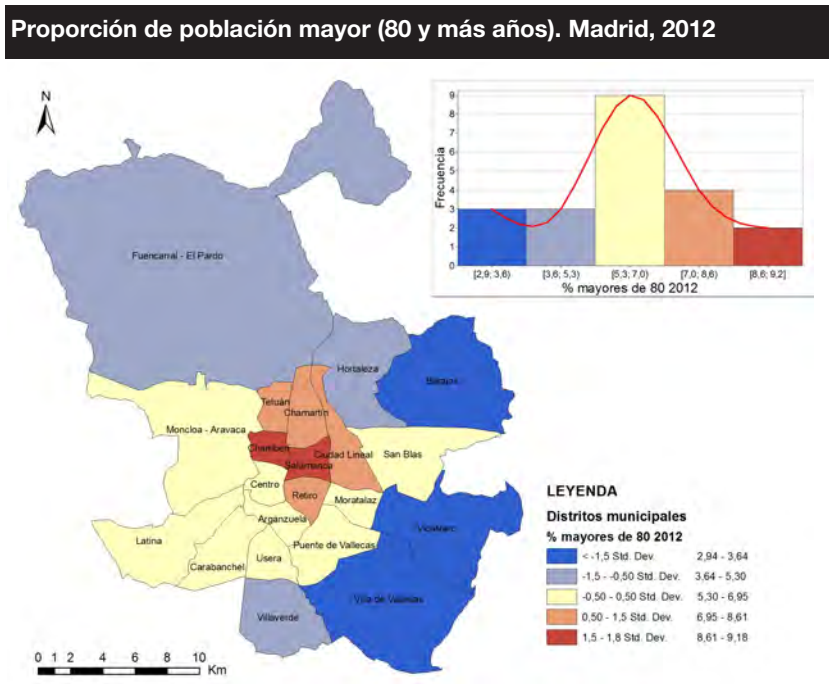 Proporción de población mayor (80 y más años). Madrid, 2012
N
Frecuencia
9
8
7
6
5
4
3
2
1
0
[2,9; 3,6) [3,6; 5,3) [5,3; 7,0) [7,0; 8,6) [8,6; 9,2]
% mayores de 80 2012
Fuencarral - El Pardo
Hortaleza
Barajas
Tetuán
Chamartín
Moncloa - Aravaca
Chamberí
Ciudad Lineal
San Blas
Salamanca
Centro
Retiro
Moratalaz
Arganzuela
Vicálvaro
Latina
Puente de Vallecas
Usera
Carabanchel
Villa de Vallecas
Villaverde
LEYENDA
Distritos municipales
% mayores de 80 2012
< -1,5 Std. Dev. 2,94 - 3,64
-1,5 - -0,50 Std. Dev. 3,64 - 5,30
-0,50 - 0,50 Std. Dev. 5,30 - 6,95
0,50 - 1,5 Std. Dev. 6,95 - 8,61
1,5 - 1,8 Std. Dev. 8,61 - 9,18
0 1 2 4 6 8 10
Km